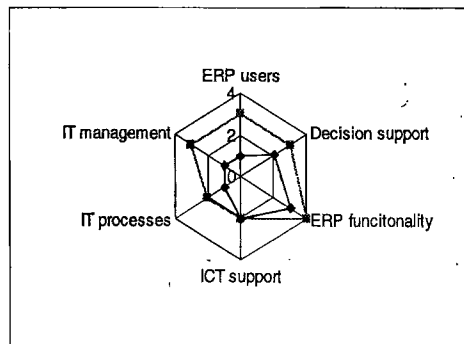 ERP users
4
IT management
2
Decision support
0
IT processes
ERP funcitonality
ICT support